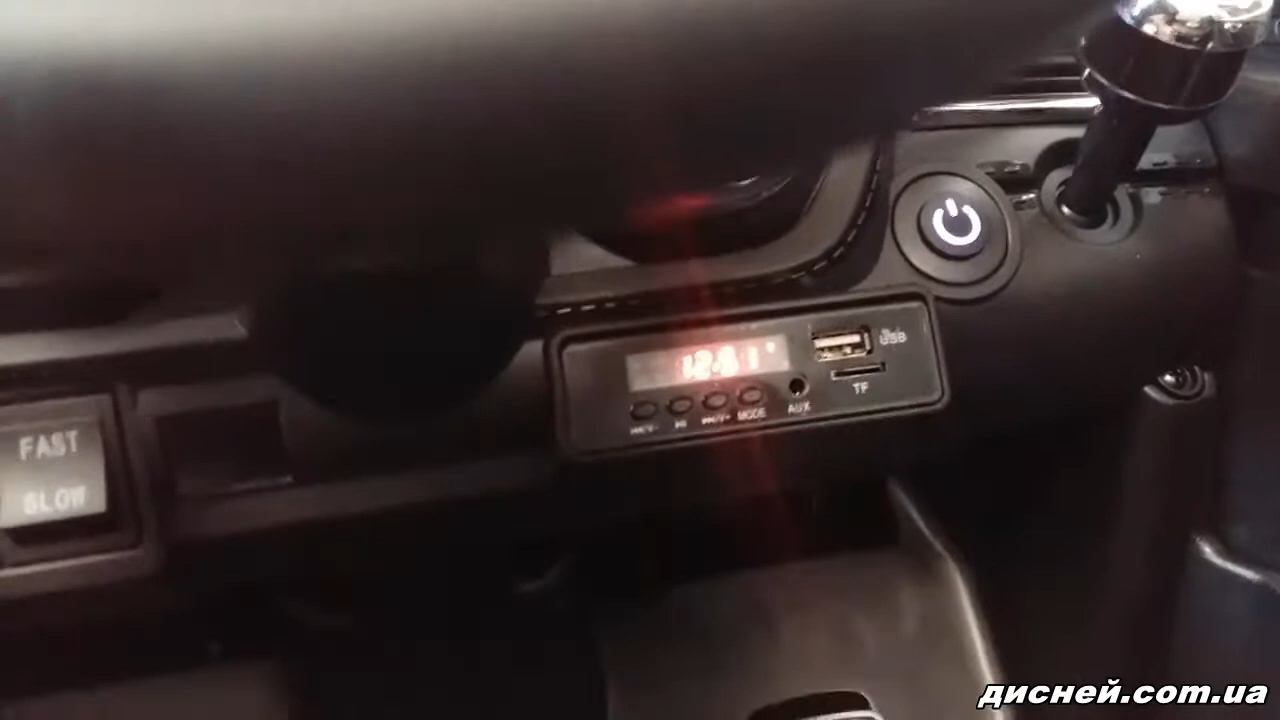 USB
TF
AUX
MODE
FAST
SLOW
дисней.com.ua